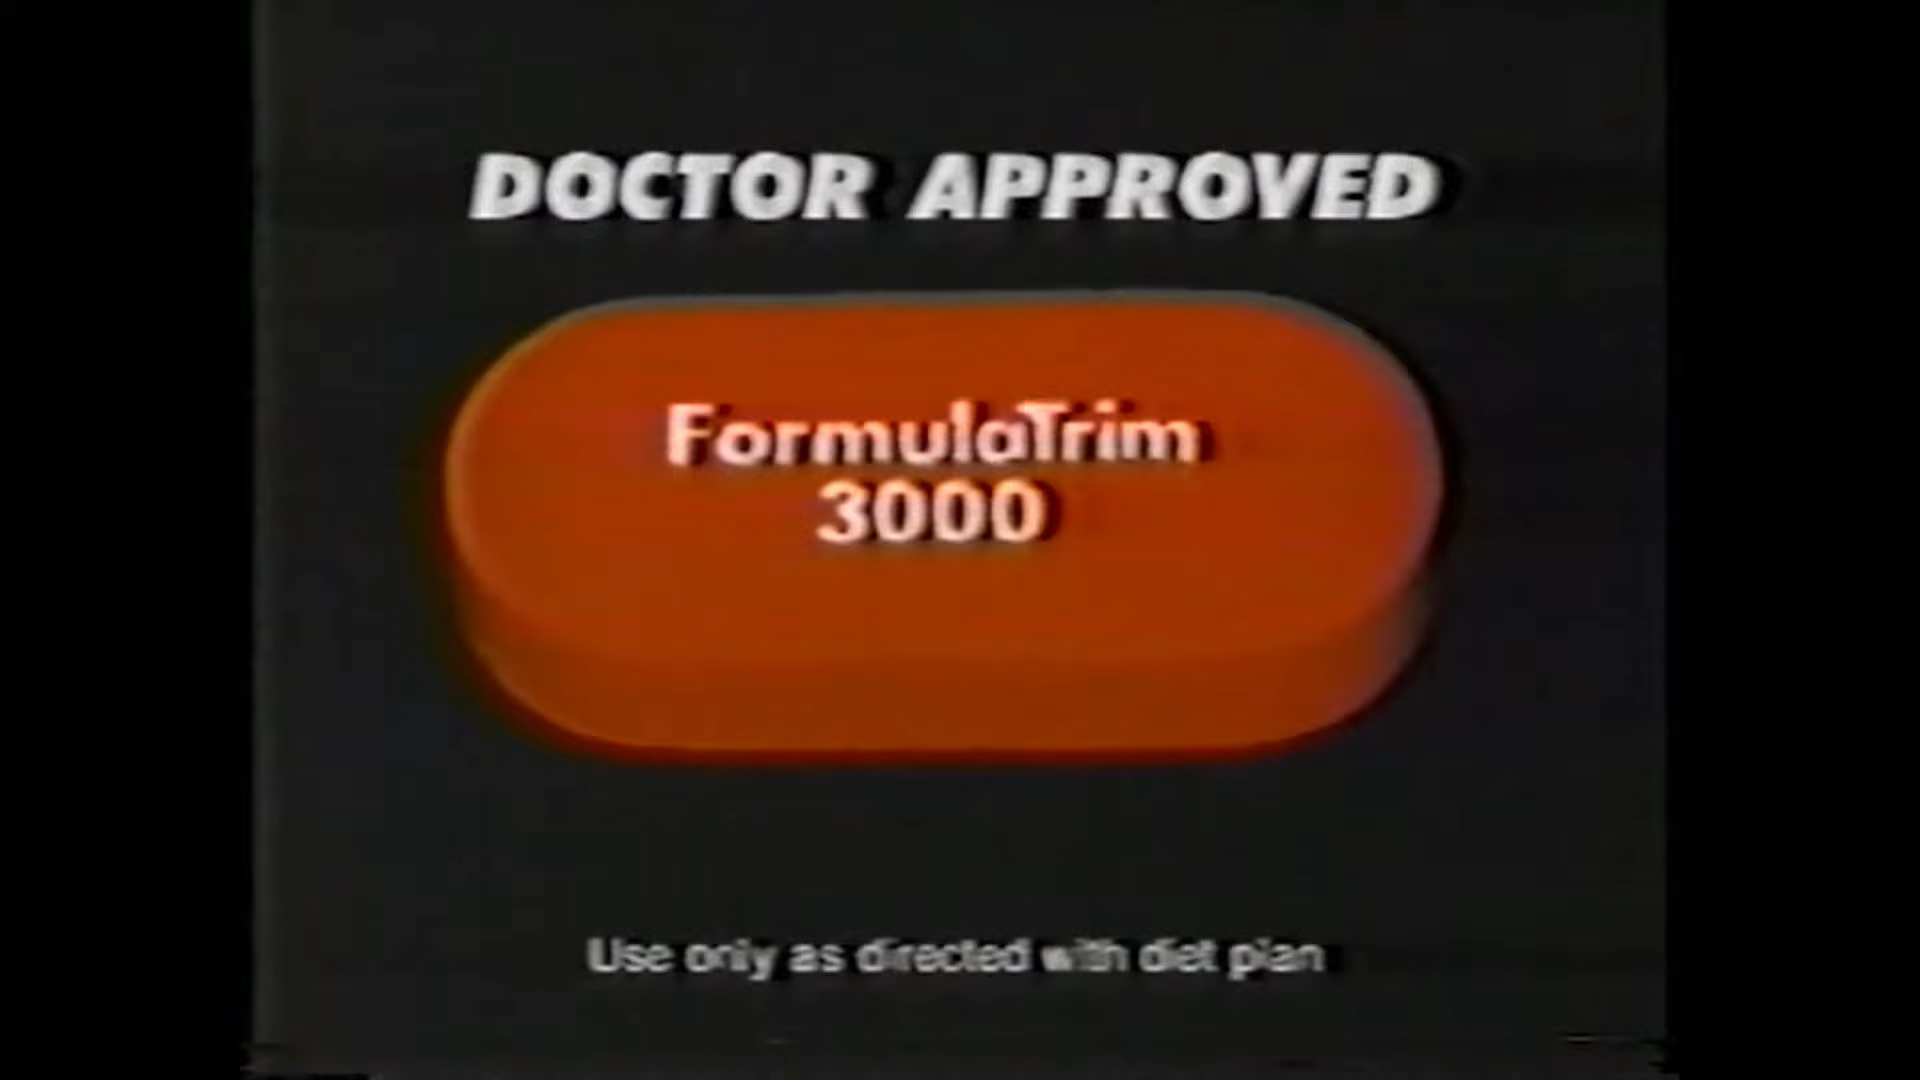 DOCTOR APPROVED
FormulaTrim
3000
Use only as directed with diet plan